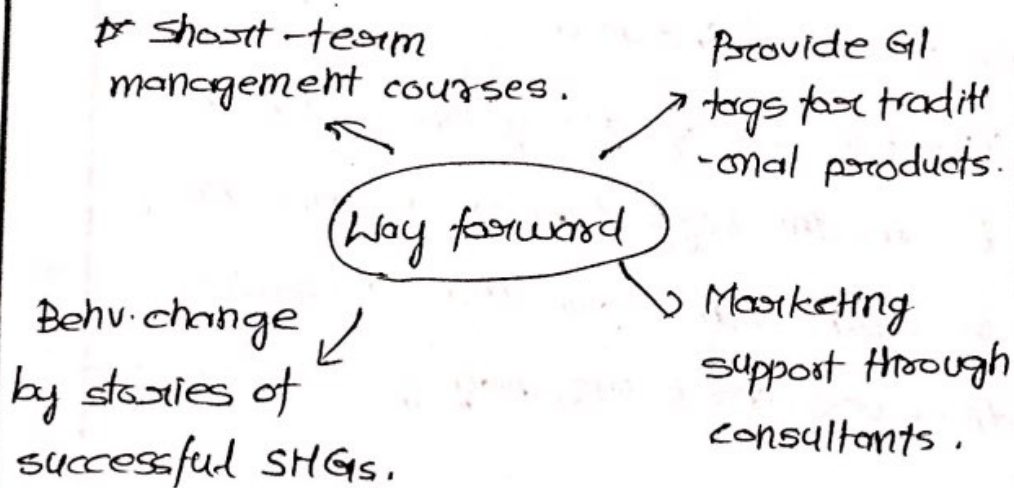 Short-term
management courses.
Provide GI
tags for traditi
-onal products.
Way forward
Behv. change
by stories of
successful SHGs.
Marketing
support through
consultants.